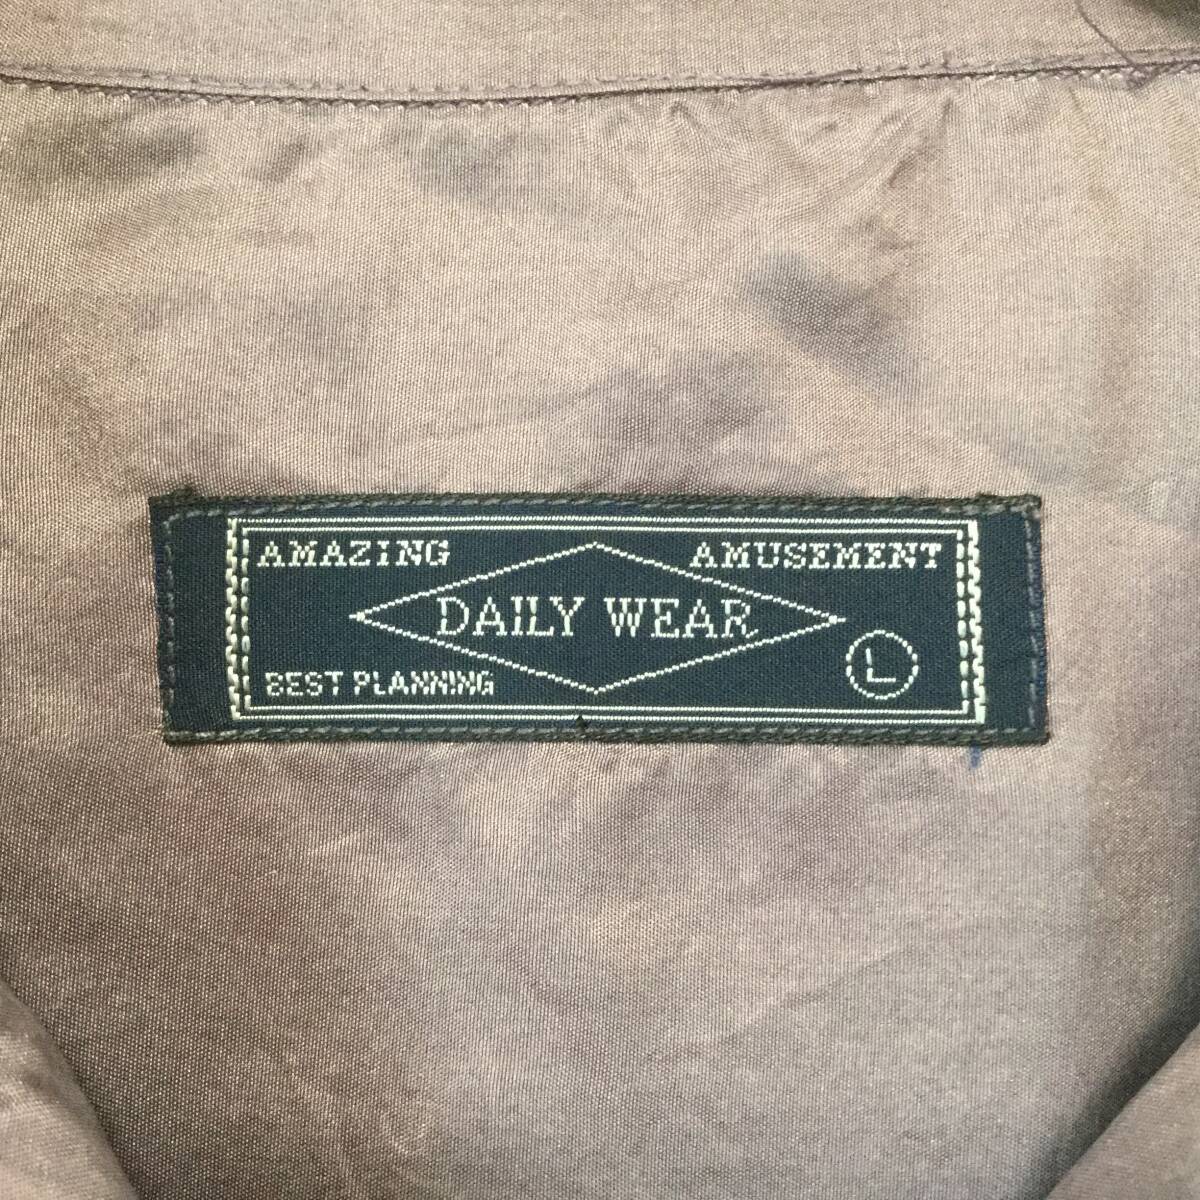 AMAZING AMUSEMENT
DAILY WEAR
BEST PLANNING
L